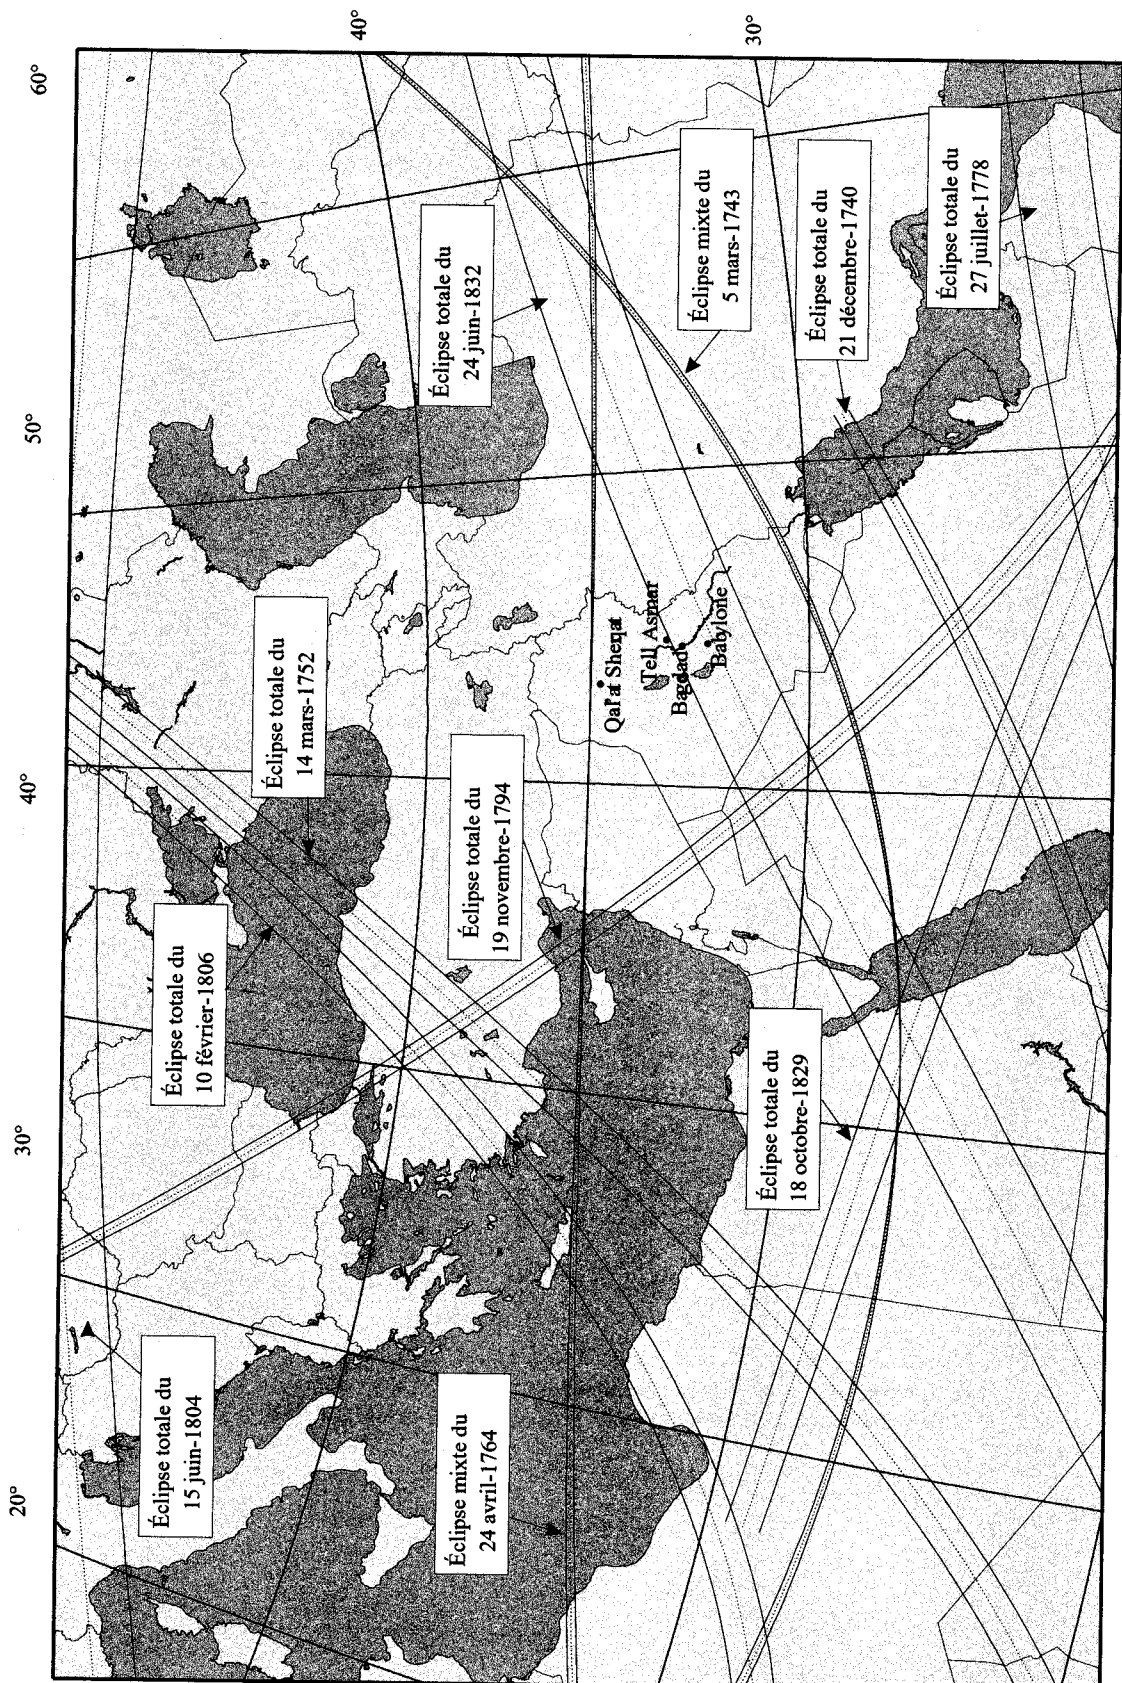 20°
30°
40°
50°
60°
40°
30°
Éclipse totale du
15 juin-1804
Éclipse totale du
10 février-1806
Éclipse totale du
14 mars-1752
Éclipse totale du
24 juin-1832
Éclipse mixte du
24 avril-1764
Éclipse totale du
19 novembre-1794
Éclipse mixte du
5 mars-1743
Éclipse totale du
18 octobre-1829
Éclipse totale du
21 décembre-1740
Éclipse totale du
27 juillet-1778
Qal'at Sherqat
Tell Asmar
Bagdad
Babylone